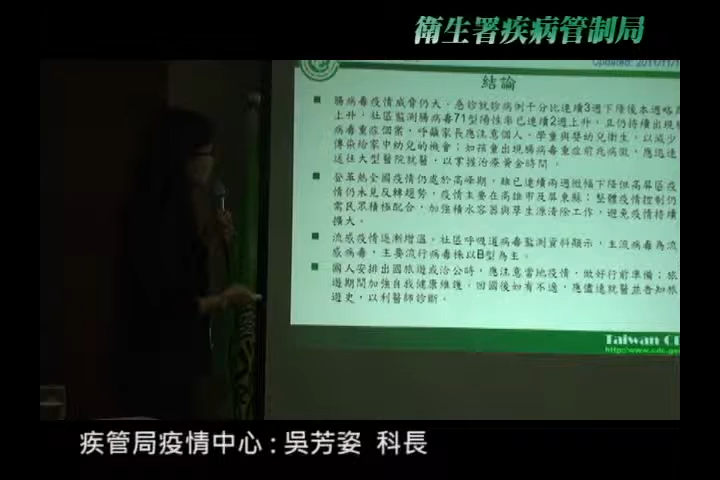 衛生署疾病管制局
Updated: 2011/11/1
結論
腸病毒疫情威脅仍大，急診就診病例千分比連續3週下降後本週略
上升，社區監測腸病毒71型陽性率已連續2週上升，且仍持續出現
病毒重症個案，呼籲家長應注意個人、學童與嬰幼兒衛生，以減少
傳染給家中幼兒的機會；如孩童出現腸病毒重症前兆病徵，應迅速
送往大型醫院就醫，以掌握治療黃金時間。
登革熱全國疫情仍處於高峰期，雖已連續兩週微幅下降但高屏區疫
情仍未見反轉趨勢，疫情主要在高雄市及屏東縣；整體疫情控制仍
需民眾積極配合，加強積水容器與孳生源清除工作，避免疫情持續
擴大。
流感疫情逐漸增溫，社區呼吸道病毒監測資料顯示，主流病毒為流
感病毒，主要流行病毒株以B型為主。
國人安排出國旅遊或洽公時，應注意當地疫情，做好行前準備；旅
遊期間加強自我健康維護，回國後如有不適，應儘速就醫並告知旅
遊史，以利醫師診斷。
Taiwan C
http://www.cdc.go
疾管局疫情中心：吳芳姿 科長